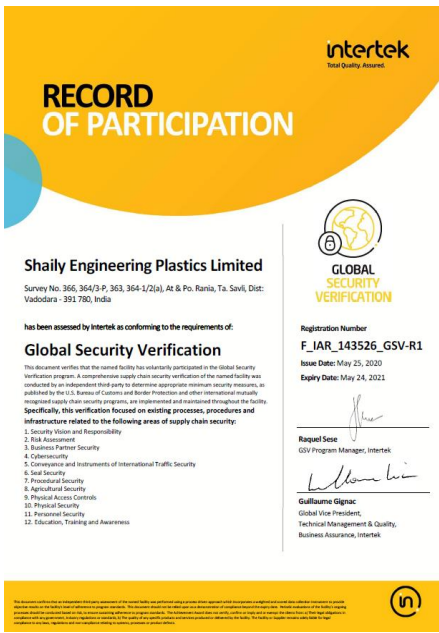 intertek
Total Quality. Assured.
RECORD
OF PARTICIPATION
GLOBAL
SECURITY
VERIFICATION
Shaily Engineering Plastics Limited
Survey No. 366, 364/3-P, 363, 364-1/2(a), At & Po. Rania, Ta. Savli, Dist:
Vadodara - 391 780, India
has been assessed by Intertek as conforming to the requirements of:
Global Security Verification
This document verifies that the named facility has voluntarily participated in the Global Security
Verification program. A comprehensive supply chain security verification of the named facility was
conducted by an independent third-party to determine appropriate minimum security measures, as
published by the U.S. Bureau of Customs and Border Protection and other international mutually
recognized supply chain security programs, are implemented and maintained throughout the facility.
Specifically, this verification focused on existing processes, procedures and
infrastructure related to the following areas of supply chain security:
1. Security Vision and Responsibility
2. Risk Assessment
3. Business Partner Security
4. Cybersecurity
5. Conveyance and Instruments of International Traffic Security
6. Seal Security
7. Procedural Security
8. Agricultural Security
9. Physical Access Controls
10. Physical Security
11. Personnel Security
12. Education, Training and Awareness
Registration Number
F_IAR_143526_GSV-R1
Issue Date: May 25, 2020
Expiry Date: May 24, 2021
Raquel Sese
GSV Program Manager, Intertek
Guillaume Gignac
Global Vice President,
Technical Management & Quality,
Business Assurance, Intertek
in